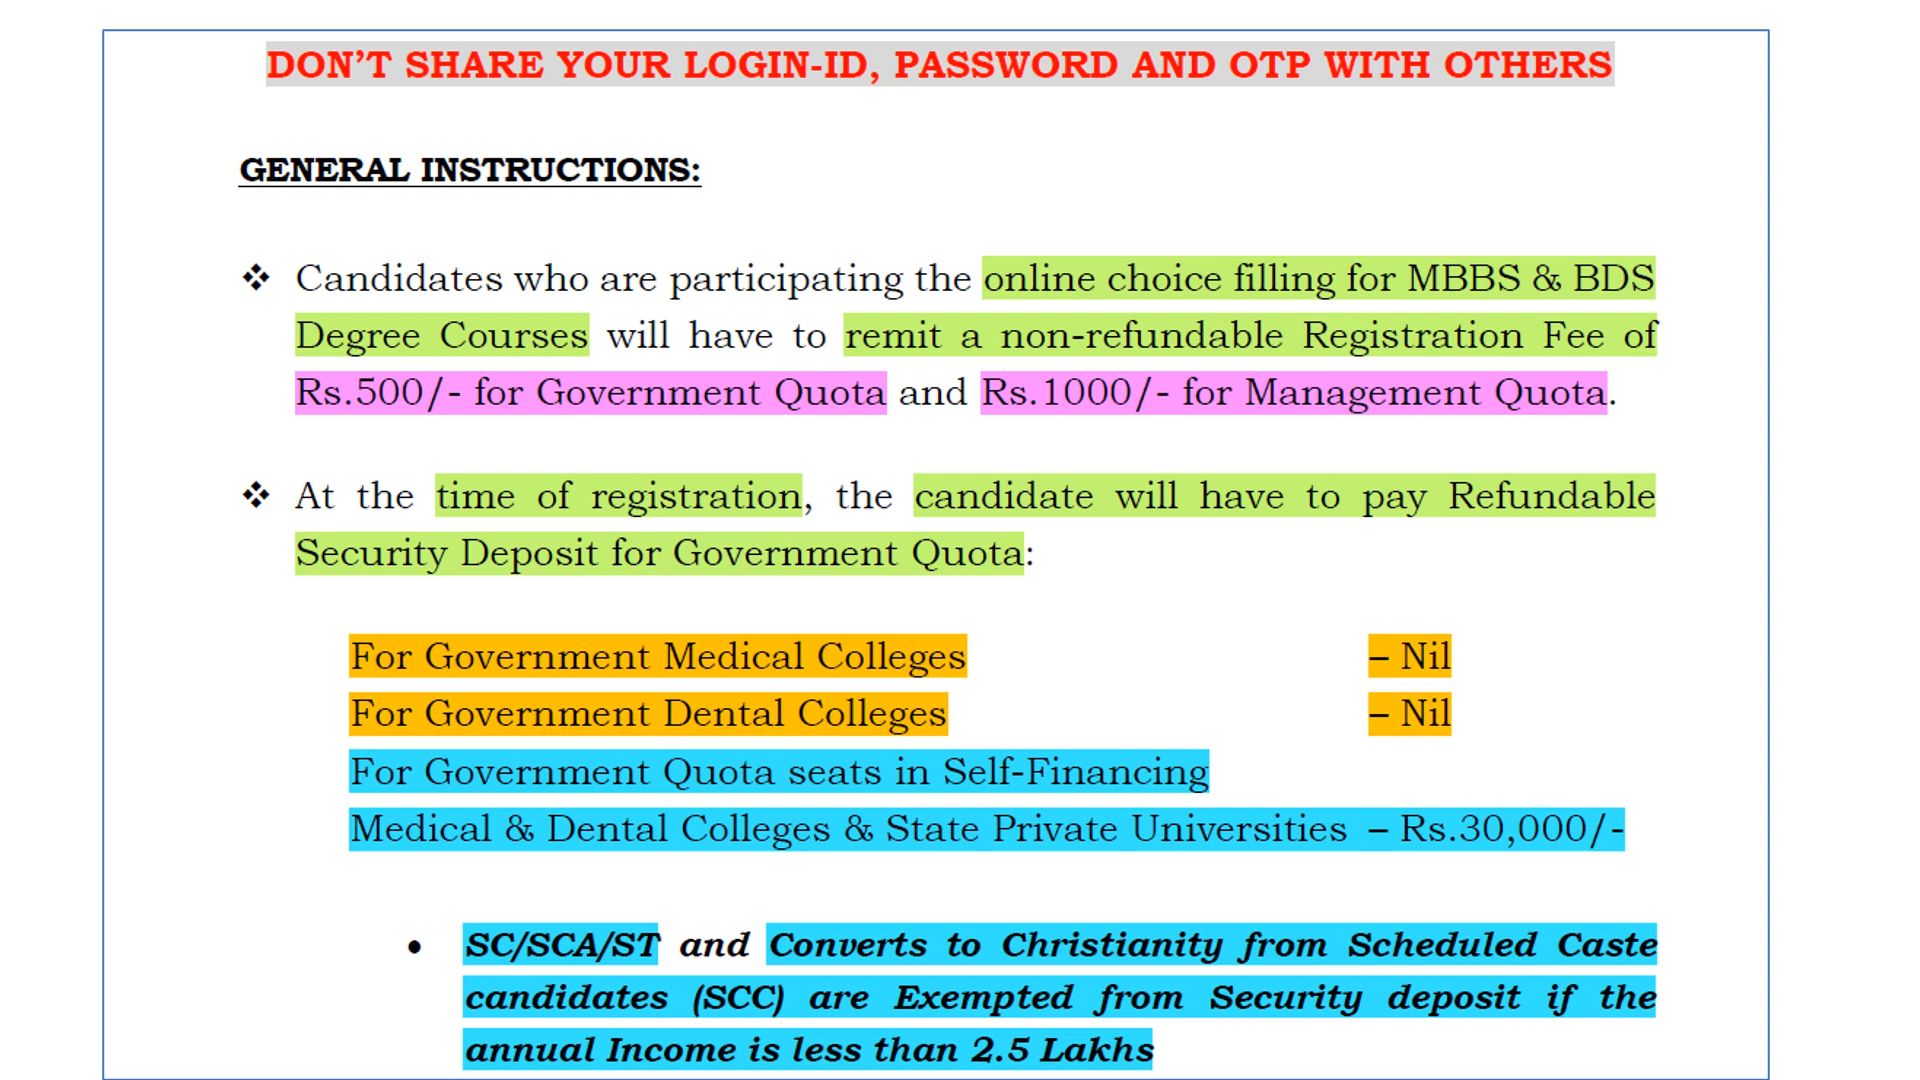 DON’T SHARE YOUR LOGIN-ID, PASSWORD AND OTP WITH OTHERS
GENERAL INSTRUCTIONS:
❖ Candidates who are participating the online choice filling for MBBS & BDS
Degree Courses will have to remit a non-refundable Registration Fee of
Rs.500/- for Government Quota and Rs.1000/- for Management Quota.
❖ At the time of registration, the candidate will have to pay Refundable
Security Deposit for Government Quota:
For Government Medical Colleges – Nil
For Government Dental Colleges – Nil
For Government Quota seats in Self-Financing
Medical & Dental Colleges & State Private Universities – Rs.30,000/-
• SC/SCA/ST and Converts to Christianity from Scheduled Caste
candidates (SCC) are Exempted from Security deposit if the
annual Income is less than 2.5 Lakhs